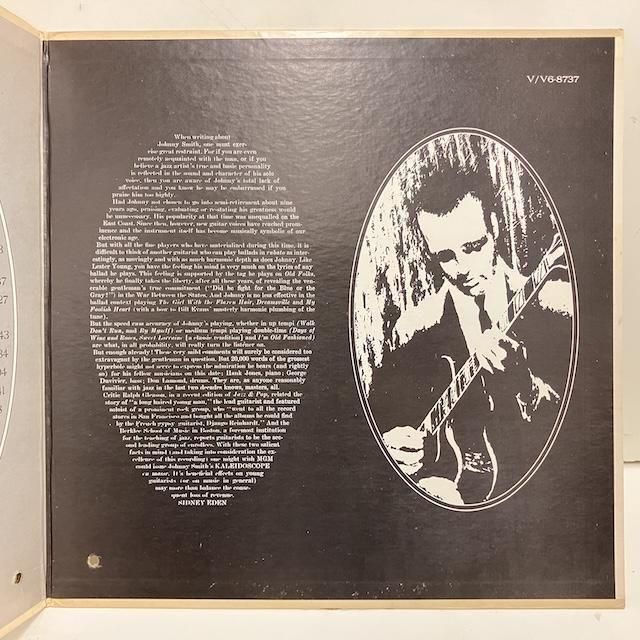 V/V6-8737
When writing about
Johnny Smith, one must exer-
cise great restraint. For if you are even
remotely acquainted with the man, or if you
believe a jazz artist's true and basic personality
is reflected in the sound and character of his solo
voice, then you are aware of Johnny's total lack of
affectation and you know he may be embarrassed if you
praise him too highly.
Had Johnny not chosen to go into semi-retirement about nine
years ago, praising, evaluating or evaluating his greatness would
be unnecessary. His popularity at that time was unequalled on the
East Coast. Since then, however, new guitar voices have reached prom-
inence and the instrument itself has become musically symbolic of our
electronic age.
But with all the fine players who have materialized during this time, it is
difficult to think of another guitarist who can play ballads in rubato as inter-
estingly, as movingly and with as much harmonic depth as does Johnny. Like
Lester Young, you have the feeling his mind is very much on the lyrics of any
ballad he plays. This feeling is supported by the tag he plays on Old Folks,
whereby he finally takes the liberty, after all these years, of revealing the ven-
erable gentleman's true commitment ("Did he fight for the Blue or the
Gray?") in the War Between the States. And Johnny is no less effective in the
ballad context playing The Girl With the Flaxen Hair, Dreamsville and My
Foolish Heart (with a bow to Bill Evans' masterly harmonic plumbing of the
tune).
But the speed cum accuracy of Johnny's playing, whether in up tempi (Walk
Don't Run, and By Myself) or medium tempi playing double-time (Days of
Wine and Roses, Sweet Lorraine [a classic rendition] and I'm Old Fashioned)
are what, in all probability, will really turn the listener on.
But enough already! These very mild comments will surely be considered too
extravagant by the gentleman in question. But 20,000 words of the grossest
hyperbole might not serve to express the admiration he bears (and rightly
so) for his fellow musicians on this date; Hank Jones, piano; George
Duvivier, bass; Don Lamond, drums. They are, as anyone reasonably
familiar with jazz in the last two decades knows, masters, all.
Critic Ralph Gleason, in a recent edition of Jazz & Pop, related the
story of "a long haired young man," the lead guitarist and featured
soloist of a prominent rock group, who "went to all the record
stores in San Francisco and bought all the albums he could find
by the French gypsy guitarist, Django Reinhardt." And the
Berklee School of Music in Boston, a foremost institution
for the teaching of jazz, reports guitarists to be the sec-
ond leading group of enrollees. With these two salient
facts in mind (and taking into consideration the ex-
cellence of this recording) one might wish MGM
could issue Johnny Smith's KALEIDOSCOPE
en masse. It's beneficial effects on young
guitarists (or on music in general)
may more than balance the conse-
quent loss of revenue.
SIDNEY EDEN